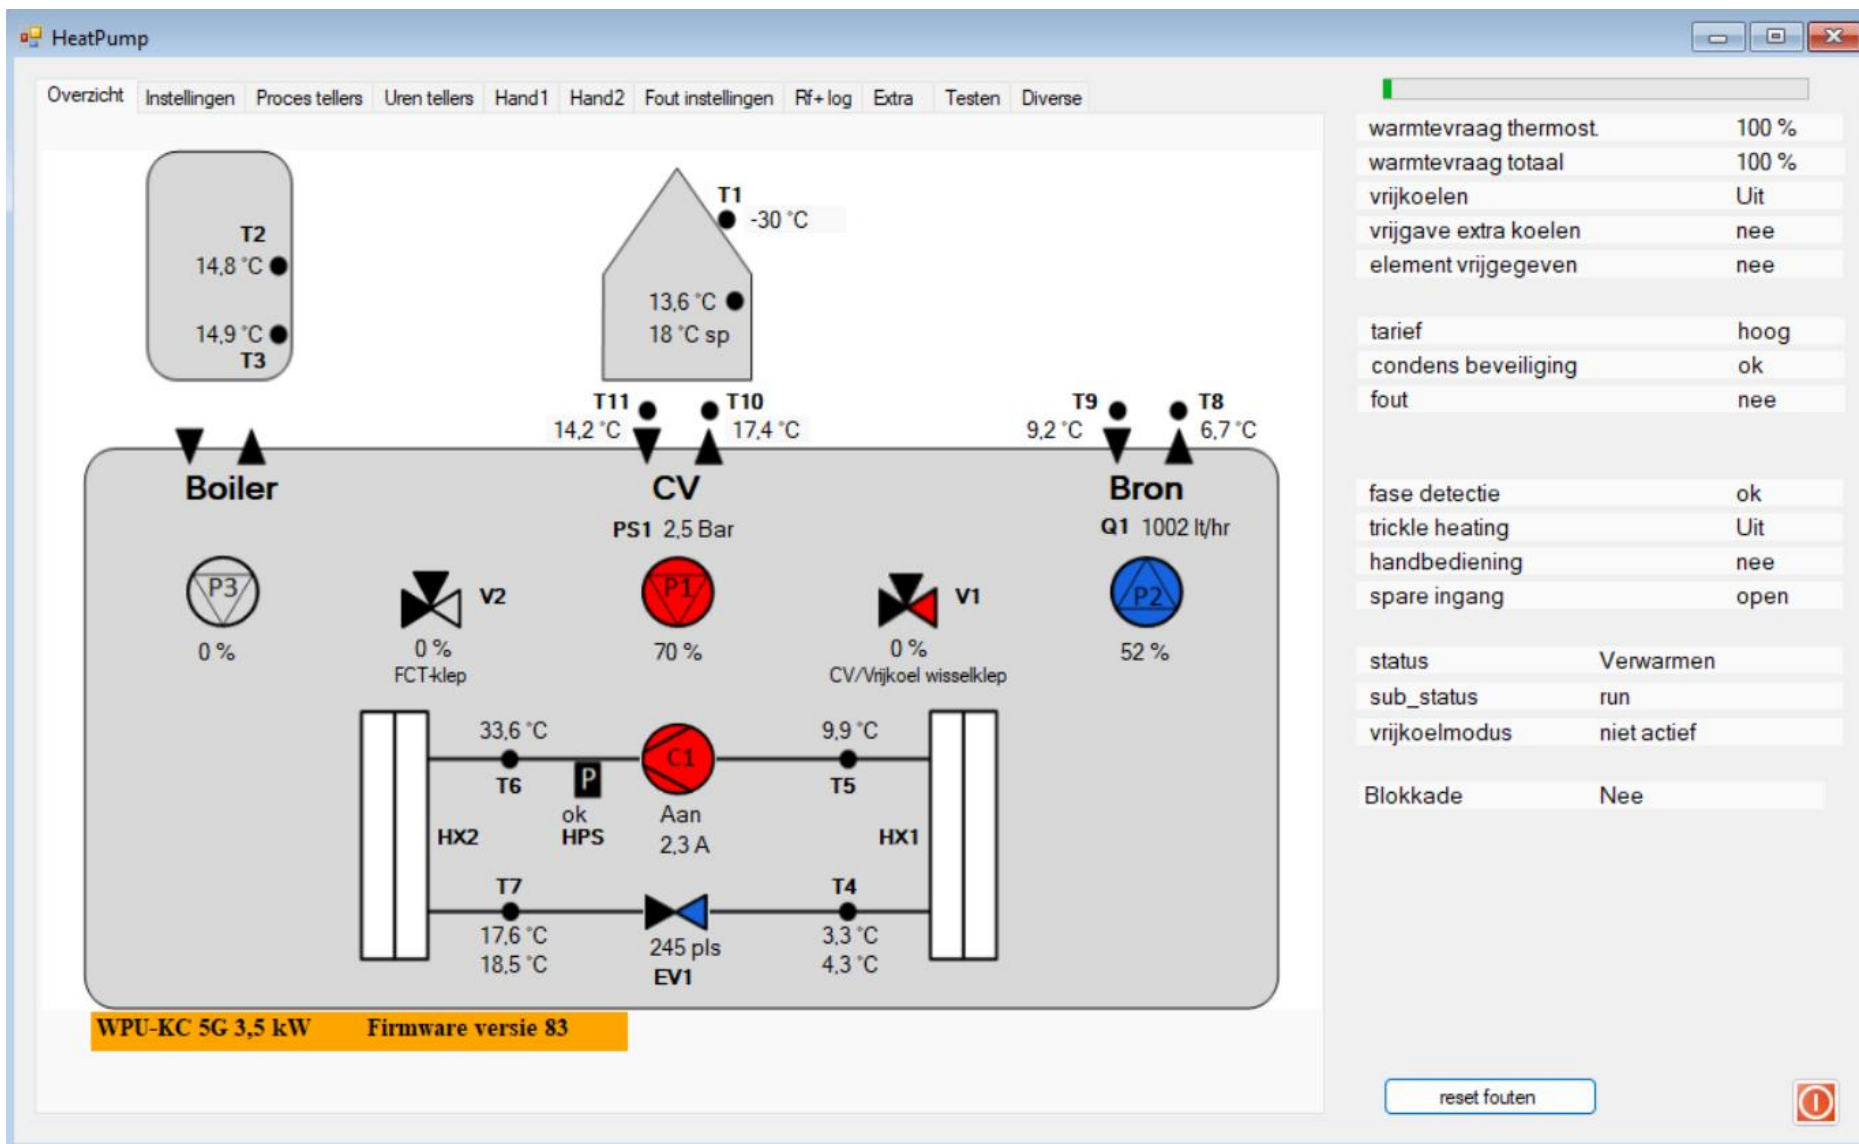 HeatPump
Overzicht Instellingen Proces tellers Uren tellers Hand1 Hand2 Fout instellingen Rf+log Extra Testen Diverse
T2
14,8 °C
14,9 °C
T3
T1
-30 °C
13,6 °C
18 °C sp
T11
14,2 °C
T10
17,4 °C
T9
9,2 °C
T8
6,7 °C
Boiler
CV
Bron
PS1 2,5 Bar
Q1 1002 lt/hr
P3
0 %
V2
0 %
FCT-klep
P1
70 %
V1
0 %
CV/Vrijkoel wisselklep
P2
52 %
33,6 °C
T6
P
ok
HPS
C1
Aan
2,3 A
9,9 °C
T5
HX2
HX1
T7
17,6 °C
18,5 °C
245 pls
EV1
T4
3,3 °C
4,3 °C
WPU-KC 5G 3,5 kW Firmware versie 83
warmtevraag thermost. 100 %
warmtevraag totaal 100 %
vrijkoelen Uit
vrijgave extra koelen nee
element vrijgegeven nee
tarief hoog
condens beveiliging ok
fout nee
fase detectie ok
trickle heating Uit
handbediening nee
spare ingang open
status Verwarmen
sub_status run
vrijkoelmodus niet actief
Blokkade Nee
reset fouten